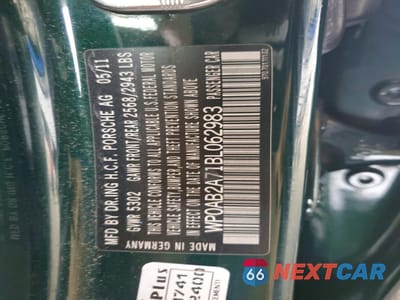 MFD BY DR.ING H.C.F. PORSCHE AG 05/11
GVWR 5302 GAWR FRONT/REAR 2568/2943 LBS
THIS VEHICLE CONFORMS TO ALL APPLICABLE U.S. FEDERAL MOTOR
VEHICLE SAFETY, BUMPER, AND THEFT PREVENTION STANDARDS
IN EFFECT ON THE DATE OF MANUFACTURE SHOWN ABOVE.
WP0AB2A71BL062983 PASSENGER CAR
MADE IN GERMANY
Plus
66 NEXTCAR